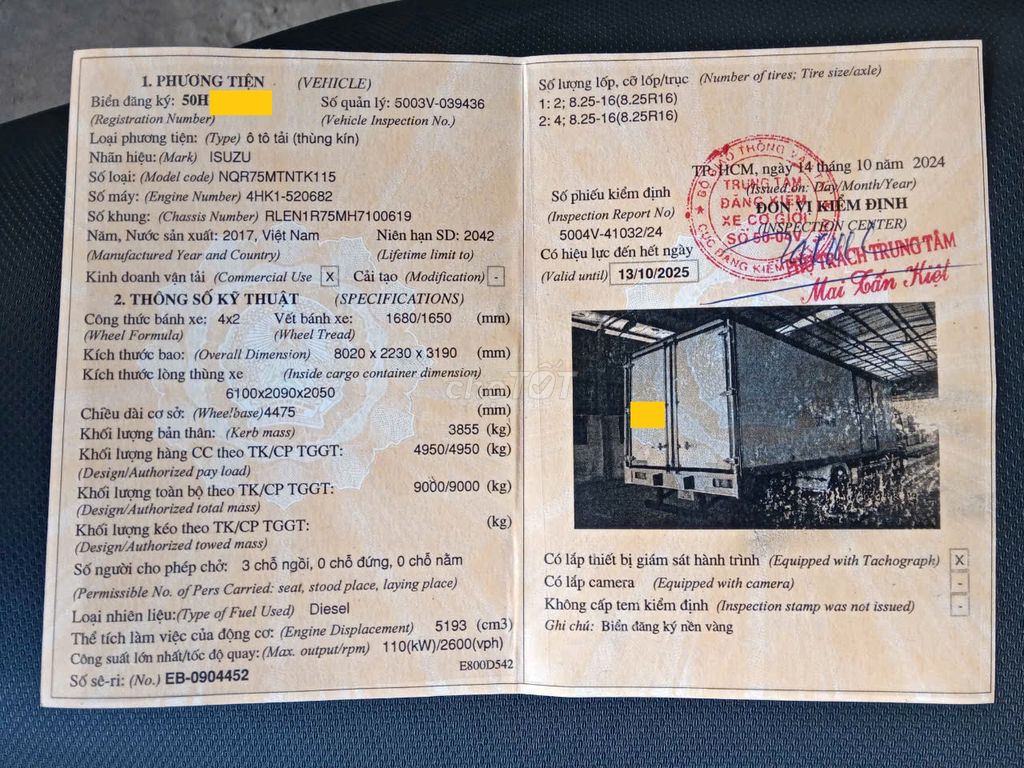 1. PHƯƠNG TIỆN (VEHICLE)
Biển đăng ký: 50H
(Registration Number)
Số quản lý: 5003V-039436
(Vehicle Inspection No.)
Loại phương tiện: (Type) ô tô tải (thùng kín)
Nhãn hiệu: (Mark) ISUZU
Số loại: (Model code) NQR75MTNTK115
Số máy: (Engine Number) 4HK1-520682
Số khung: (Chassis Number) RLEN1R75MH7100619
Năm, Nước sản xuất: 2017, Việt Nam
(Manufactured Year and Country)
Niên hạn SD: 2042
(Lifetime limit to)
Kinh doanh vận tải (Commercial Use X Cải tạo (Modification) -
2. THÔNG SỐ KỸ THUẬT (SPECIFICATIONS)
Công thức bánh xe: 4x2
(Wheel Formula)
Vết bánh xe: 1680/1650 (mm)
(Wheel Tread)
Kích thước bao: (Overall Dimension) 8020 x 2230 x 3190 (mm)
Kích thước lòng thùng xe (Inside cargo container dimension)
6100x2090x2050 (mm)
Chiều dài cơ sở: (Wheelbase) 4475 (mm)
Khối lượng bản thân: (Kerb mass) 3855 (kg)
Khối lượng hàng CC theo TK/CP TGGT: 4950/4950 (kg)
(Design/Authorized pay load)
Khối lượng toàn bộ theo TK/CP TGGT: 9000/9000 (kg)
(Design/Authorized total mass)
Khối lượng kéo theo TK/CP TGGT: (kg)
(Design/Authorized towed mass)
Số người cho phép chở: 3 chỗ ngồi, 0 chỗ đứng, 0 chỗ nằm
(Permissible No. of Pers Carried: seat, stood place, laying place)
Loại nhiên liệu: (Type of Fuel Used) Diesel
Thể tích làm việc của động cơ: (Engine Displacement) 5193 (cm3)
Công suất lớn nhất/tốc độ quay: (Max. output/rpm) 110(kW)/2600(vph)
Số sê-ri: (No.) EB-0904452
E800D542
Số lượng lốp, cỡ lốp/trục (Number of tires; Tire size/axle)
1: 2; 8.25-16(8.25R16)
2: 4; 8.25-16(8.25R16)
TP. HCM, ngày 14 tháng 10 năm 2024
(Issued on: Day/Month/Year)
ĐƠN VỊ KIỂM ĐỊNH
(INSPECTION CENTER)
Số phiếu kiểm định
(Inspection Report No)
5004V-41032/24
Có hiệu lực đến hết ngày
(Valid until) 13/10/2025
TRUNG TÂM
ĐĂNG KIỂM
XE CƠ GIỚI
SỐ 50-04V
PHỤ TRÁCH TRUNG TÂM
Mai Tấn Kiệt
choTỐT
Có lắp thiết bị giám sát hành trình (Equipped with Tachograph) X
Có lắp camera (Equipped with camera) -
Không cấp tem kiểm định (Inspection stamp was not issued) -
Ghi chú: Biển đăng ký nền vàng